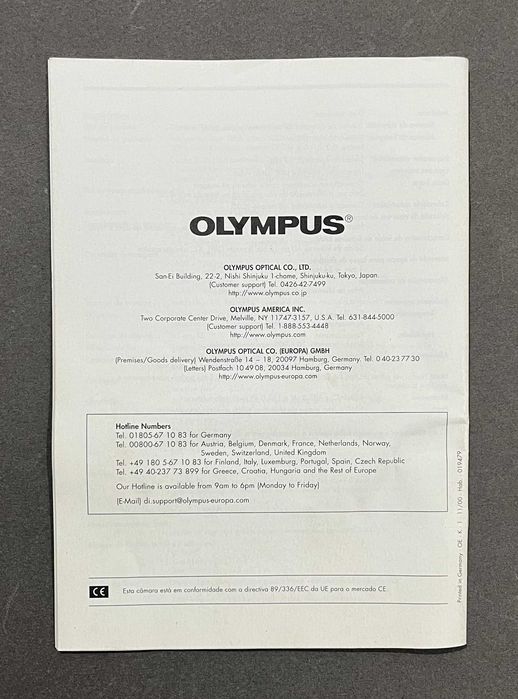 OLYMPUS®
OLYMPUS OPTICAL CO., LTD.
San-Ei Building, 22-2, Nishi Shinjuku 1-chome, Shinjuku-ku, Tokyo, Japan.
(Customer support) Tel. 0426-42-7499
http://www.olympus.co.jp
OLYMPUS AMERICA INC.
Two Corporate Center Drive, Melville, NY 11747-3157, U.S.A. Tel. 631-844-5000
(Customer support) Tel. 1-888-553-4448
http://www.olympus.com
OLYMPUS OPTICAL CO. (EUROPA) GMBH
(Premises/Goods delivery) Wendenstraße 14 – 18, 20097 Hamburg, Germany. Tel. 0 40-23 77 30
(Letters) Postfach 10 49 08, 20034 Hamburg, Germany
http://www.olympus-europa.com
Hotline Numbers
Tel. 01805-67 10 83 for Germany
Tel. 00800-67 10 83 for Austria, Belgium, Denmark, France, Netherlands, Norway,
Sweden, Switzerland, United Kingdom
Tel. +49 180 5-67 10 83 for Finland, Italy, Luxemburg, Portugal, Spain, Czech Republic
Tel. +49 40-237 73 899 for Greece, Croatia, Hungaria and the Rest of Europe
Our Hotline is available from 9am to 6pm (Monday to Friday)
(E-Mail) di.support@olympus-europa.com
CE Esta câmara está em conformidade com a directiva 89/336/EEC da UE para o mercado CE.
Printed in Germany · OE · K · 1 · 11/00 · Hab. · 019479